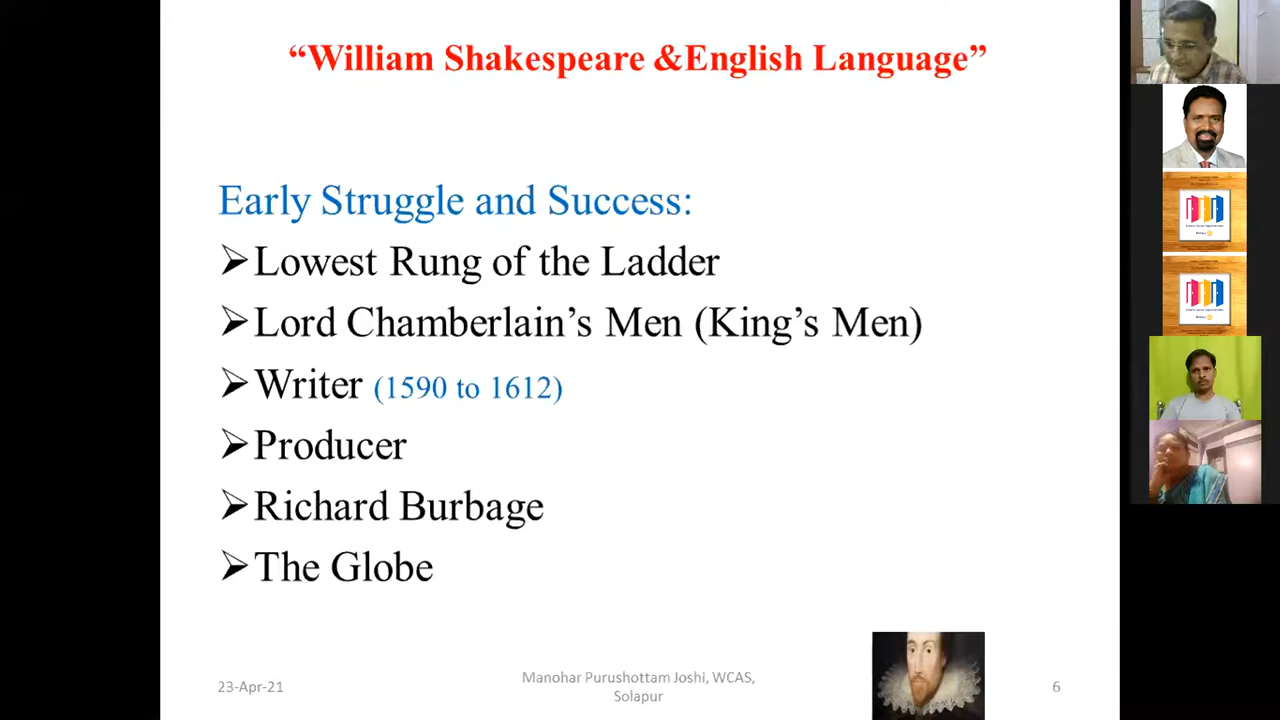 “William Shakespeare &English Language”
Early Struggle and Success:
Lowest Rung of the Ladder
Lord Chamberlain’s Men (King’s Men)
Writer (1590 to 1612)
Producer
Richard Burbage
The Globe
23-Apr-21
Manohar Purushottam Joshi, WCAS,
Solapur
6